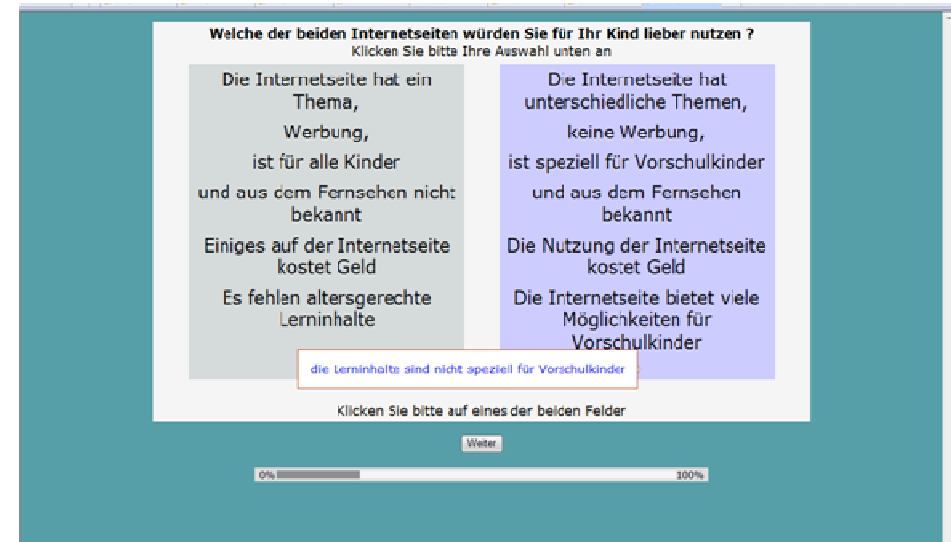 Welche der beiden Internetseiten würden Sie für Ihr Kind lieber nutzen ?
Klicken Sie bitte Ihre Auswahl unten an
Die Internetseite hat ein
Thema,
Werbung,
ist für alle Kinder
und aus dem Fernsehen nicht
bekannt
Einiges auf der Internetseite
kostet Geld
Es fehlen altersgerechte
Lerninhalte
Die Internetseite hat
unterschiedliche Themen,
keine Werbung,
ist speziell für Vorschulkinder
und aus dem Fernsehen
bekannt
Die Nutzung der Internetseite
kostet Geld
Die Internetseite bietet viele
Möglichkeiten für
Vorschulkinder
die Lerninhalte sind nicht speziell für Vorschulkinder
Klicken Sie bitte auf eines der beiden Felder
Weiter
0% 100%